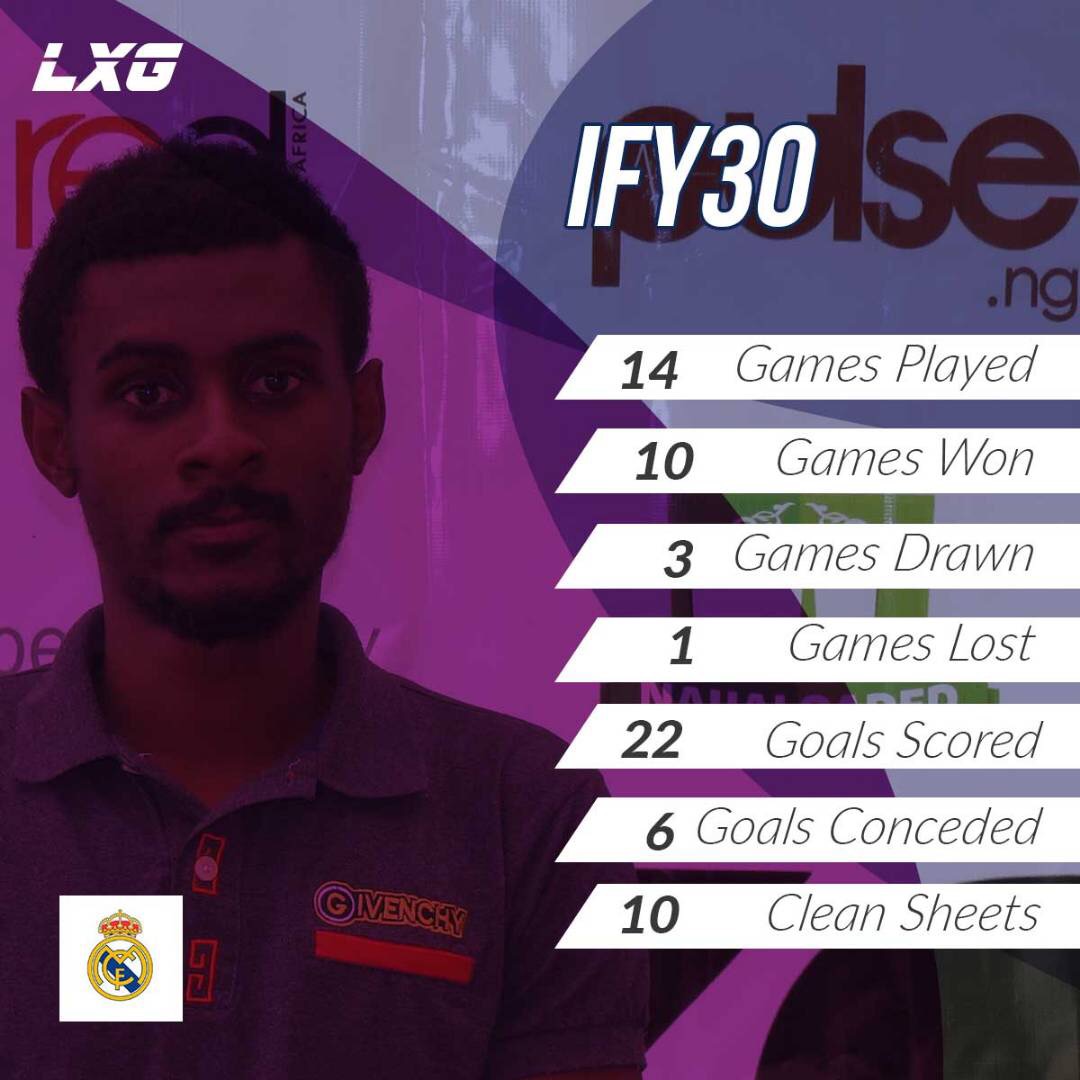 LXG
red
AFRICA
pulse
.ng
IFY30
14 Games Played
10 Games Won
3 Games Drawn
1 Games Lost
22 Goals Scored
6 Goals Conceded
10 Clean Sheets
GIVENCHY